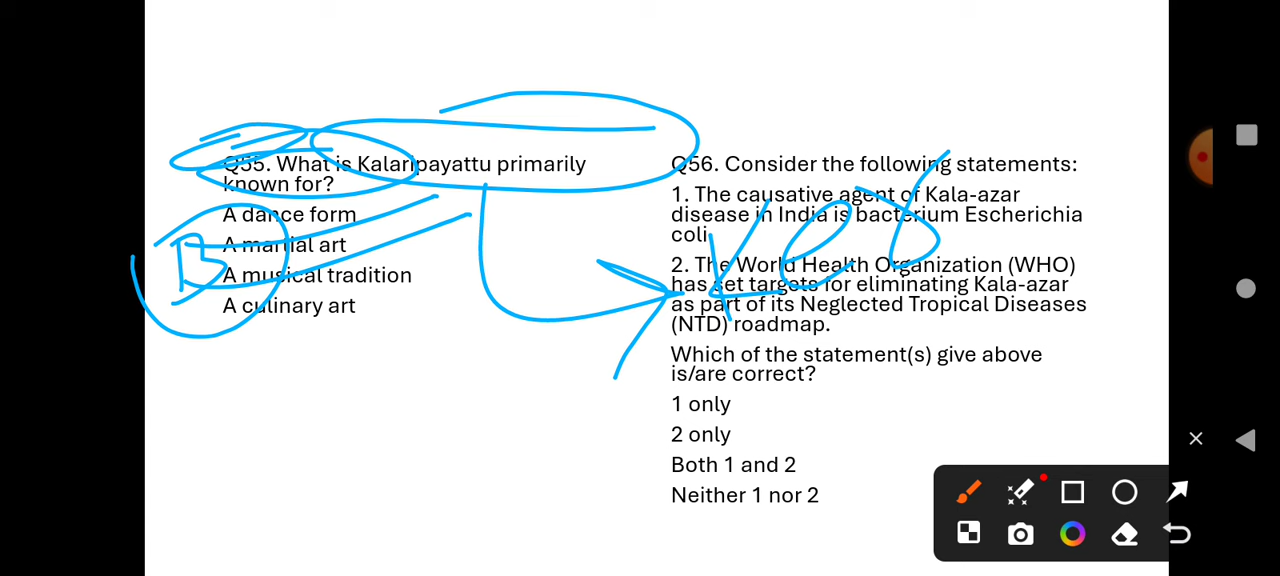 Q55. What is Kalaripayattu primarily
known for?
A dance form
A martial art
A musical tradition
A culinary art
B
Q56. Consider the following statements:
1. The causative agent of Kala-azar
disease in India is bacterium Escherichia
coli.
2. The World Health Organization (WHO)
has set targets for eliminating Kala-azar
as part of its Neglected Tropical Diseases
(NTD) roadmap.
Which of the statement(s) give above
is/are correct?
1 only
2 only
Both 1 and 2
Neither 1 nor 2